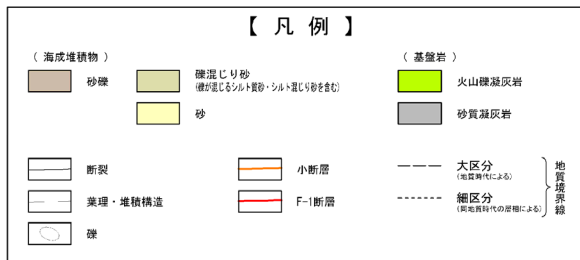 【 凡 例 】
( 海成堆積物 )
( 基盤岩 )
砂礫
礫混じり砂
(礫が混じるシルト質砂・シルト混じり砂を含む)
火山礫凝灰岩
砂
砂質凝灰岩
断裂
小断層
大区分
(地質時代による)
葉理・堆積構造
F-1断層
細区分
(同地質時代の層相による)
礫
地質境界線